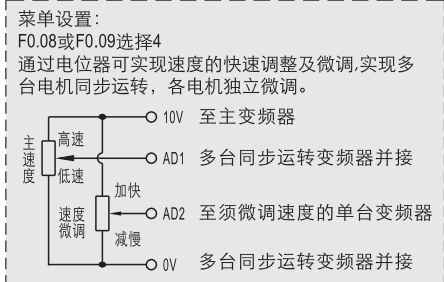 菜单设置：
F0.08或F0.09选择4
通过电位器可实现速度的快速调整及微调,实现多
台电机同步运转，各电机独立微调。
10V 至主变频器
主速度
高速
低速
AD1 多台同步运转变频器并接
加快
速度
微调
减慢
AD2 至须微调速度的单台变频器
0V 多台同步运转变频器并接